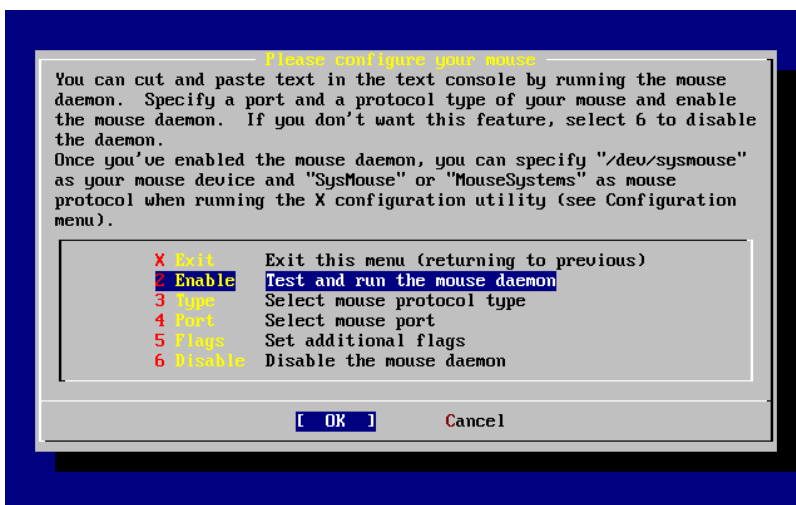 Please configure your mouse
You can cut and paste text in the text console by running the mouse
daemon.  Specify a port and a protocol type of your mouse and enable
the mouse daemon.  If you don't want this feature, select 6 to disable
the daemon.
Once you've enabled the mouse daemon, you can specify "/dev/sysmouse"
as your mouse device and "SysMouse" or "MouseSystems" as mouse
protocol when running the X configuration utility (see Configuration
menu).
X Exit Exit this menu (returning to previous)
2 Enable Test and run the mouse daemon
3 Type Select mouse protocol type
4 Port Select mouse port
5 Flags Set additional flags
6 Disable Disable the mouse daemon
[ OK ] Cancel